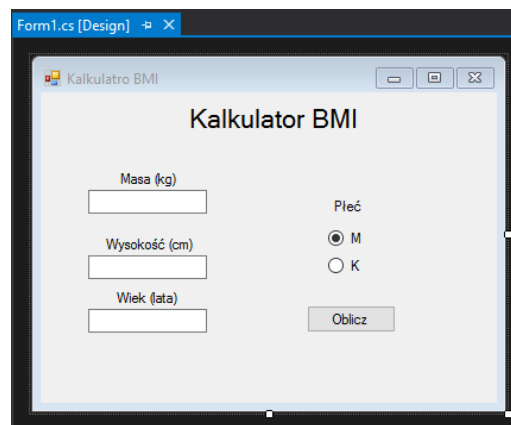 Form1.cs [Design]
Kalkulatro BMI
Kalkulator BMI
Masa (kg)
Wysokość (cm)
Wiek (lata)
Płeć
M
K
Oblicz